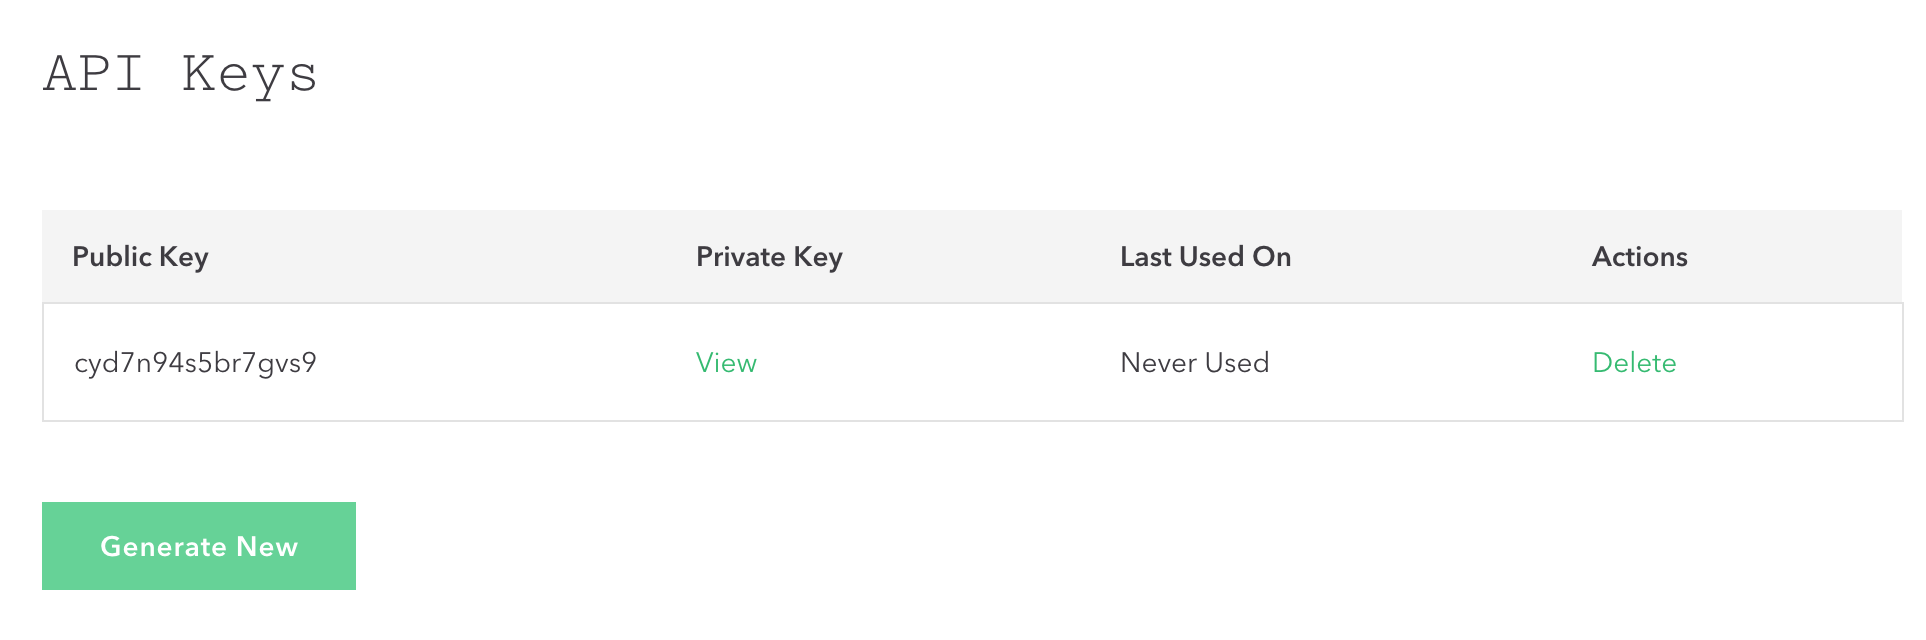 API Keys
Public Key Private Key Last Used On Actions
cyd7n94s5br7gvs9 View Never Used Delete
Generate New